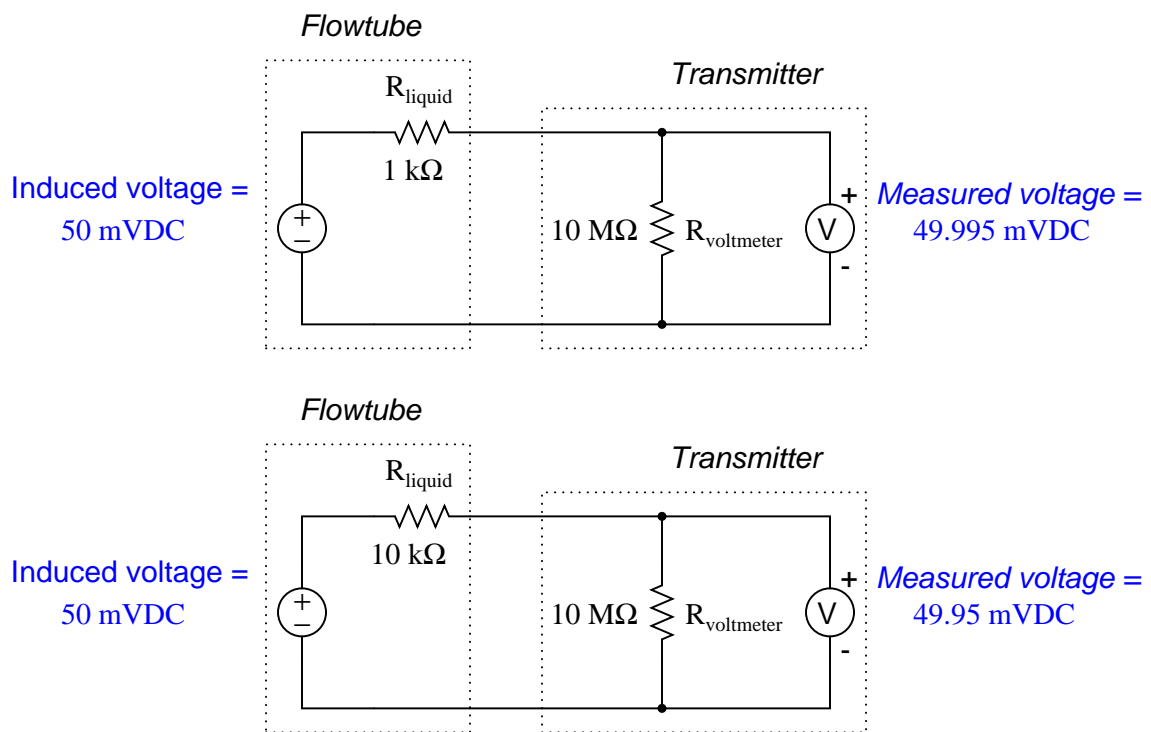 Flowtube
Transmitter
R_liquid
1 kΩ
Induced voltage =
50 mVDC
+
−
10 MΩ
R_voltmeter
V
+
-
Measured voltage =
49.995 mVDC
Flowtube
Transmitter
R_liquid
10 kΩ
Induced voltage =
50 mVDC
+
−
10 MΩ
R_voltmeter
V
+
-
Measured voltage =
49.95 mVDC